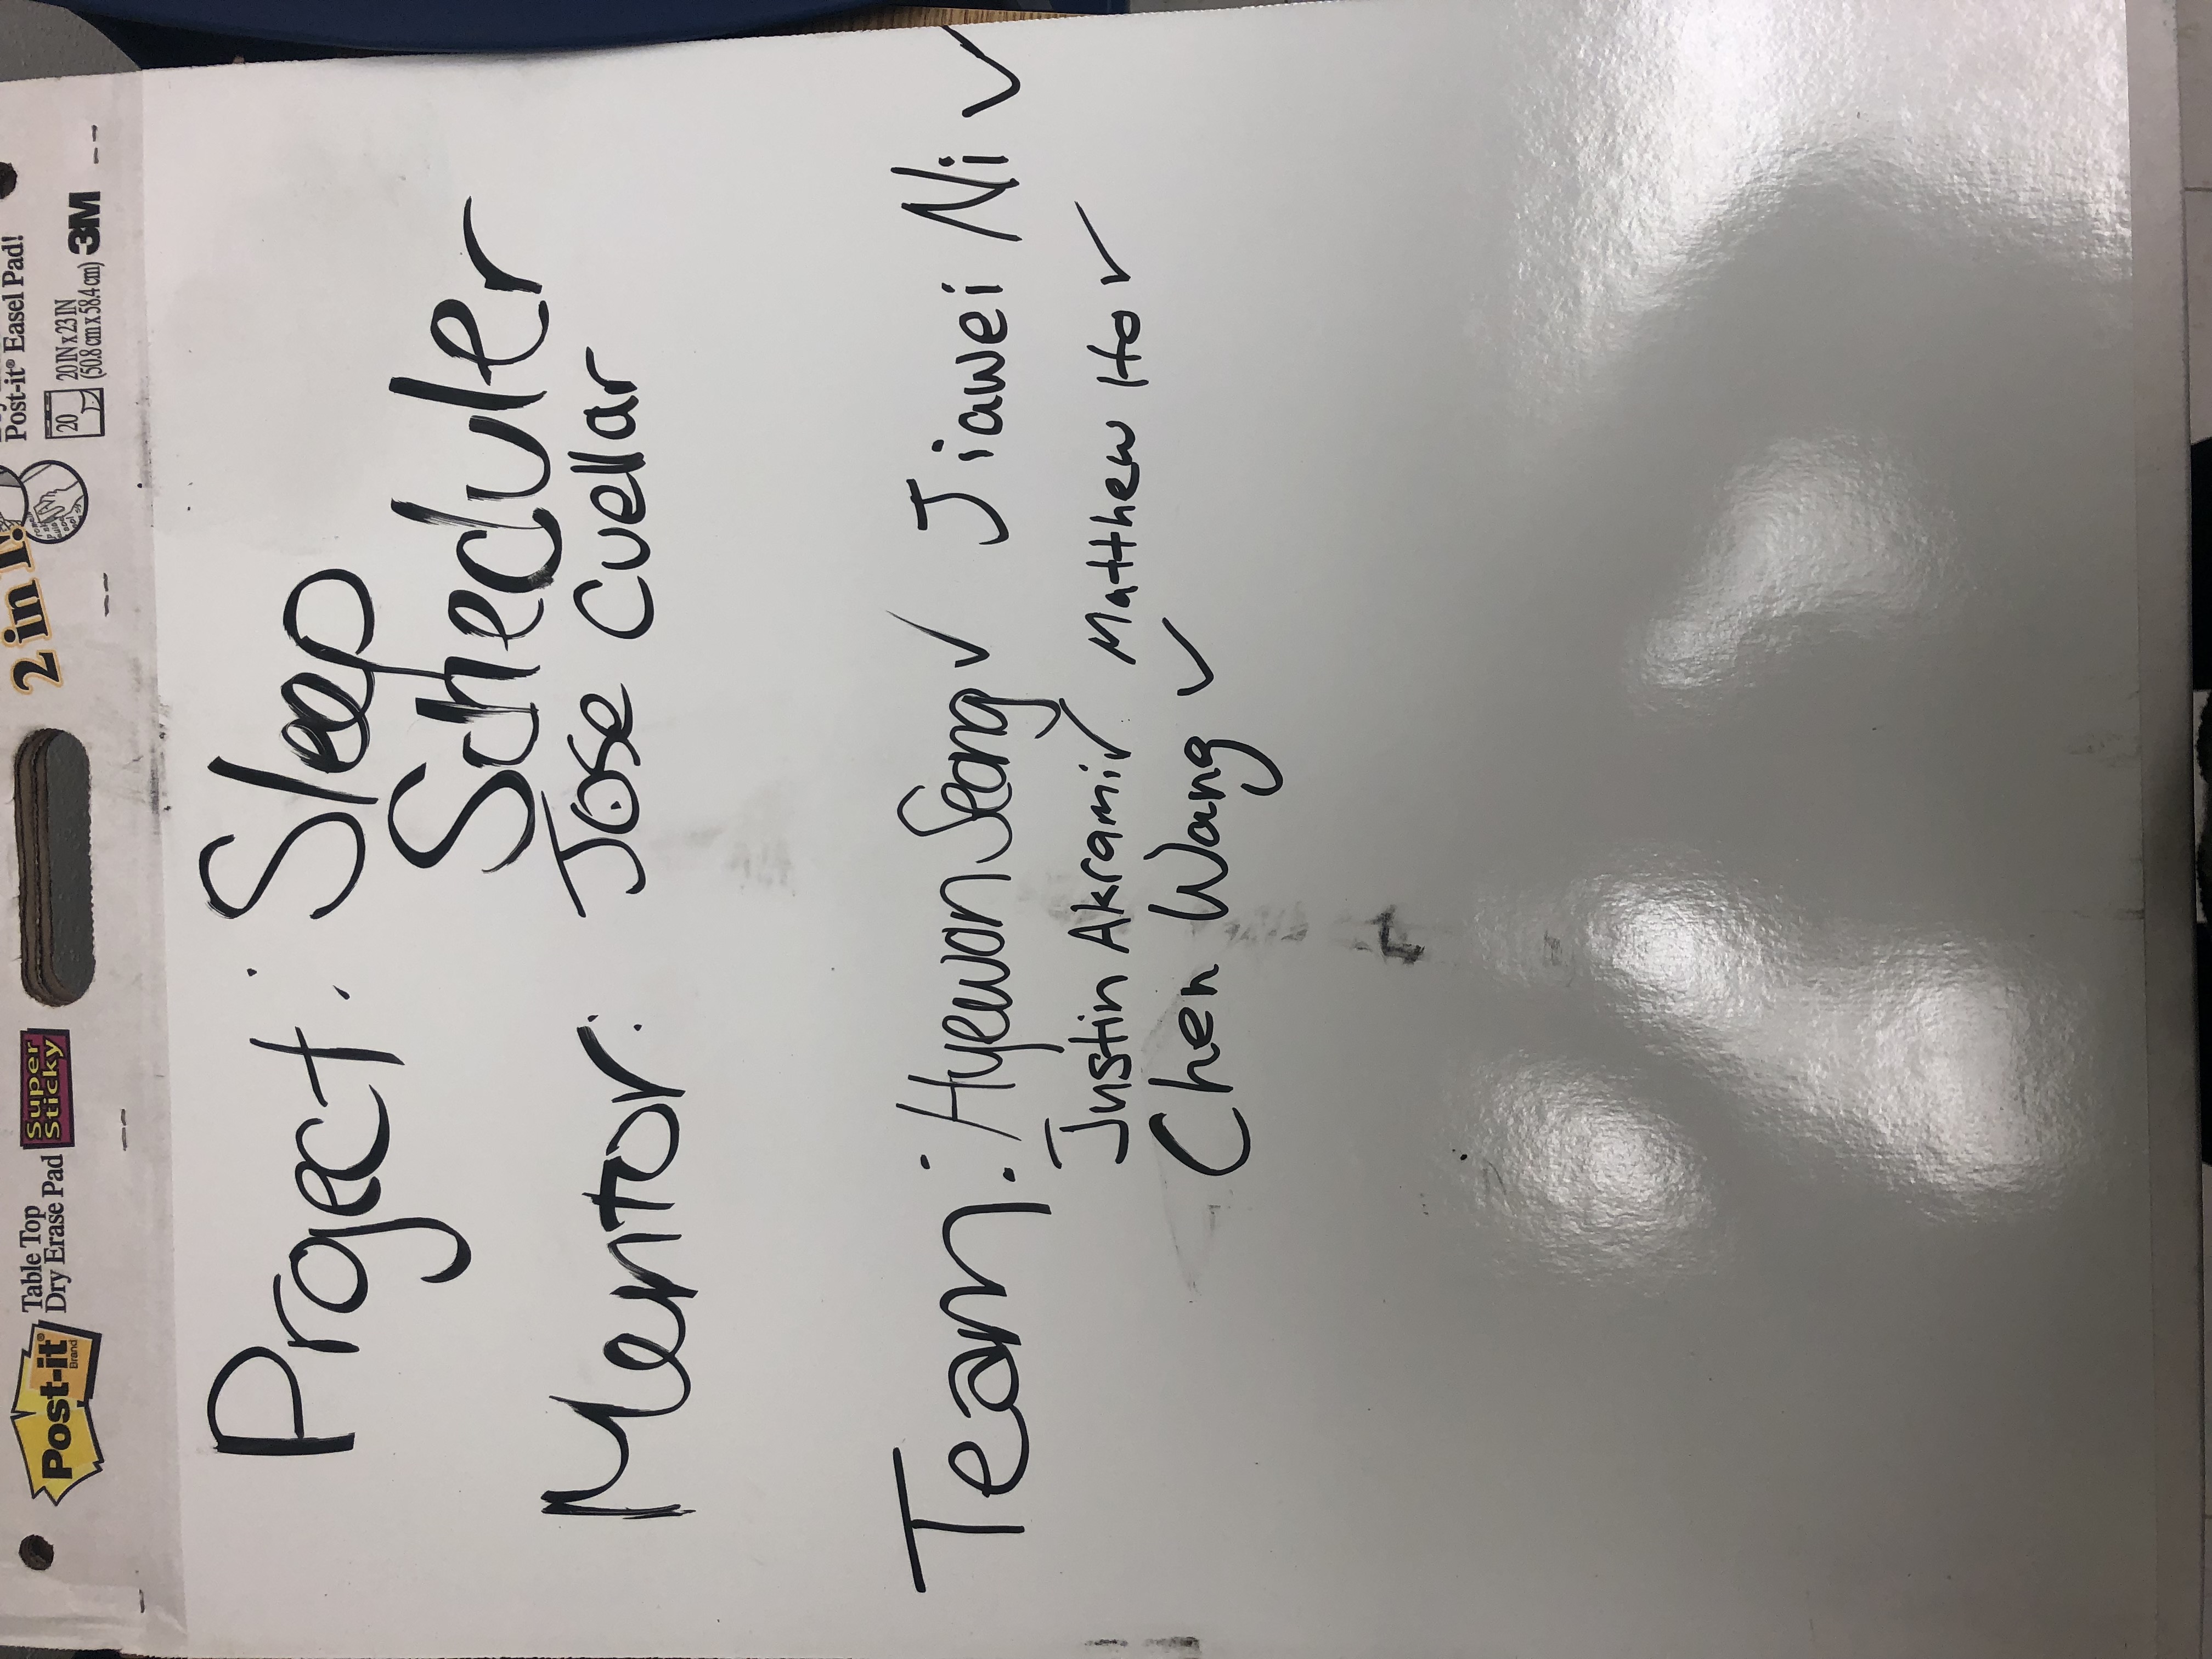 Post-it® Brand Table Top Dry Erase Pad Super Sticky 2 in 1! Post-it® Easel Pad!
20 20 IN x 23 IN (50.8 cm x 58.4 cm) 3M
Project: Sleep
Scheduler
Mentor: Jose Cuellar
Team: Hyewon Seong ✓ Jiawei Ni ✓
Justin Akrami ✓ Matthew Ho ✓
Chen Wang ✓